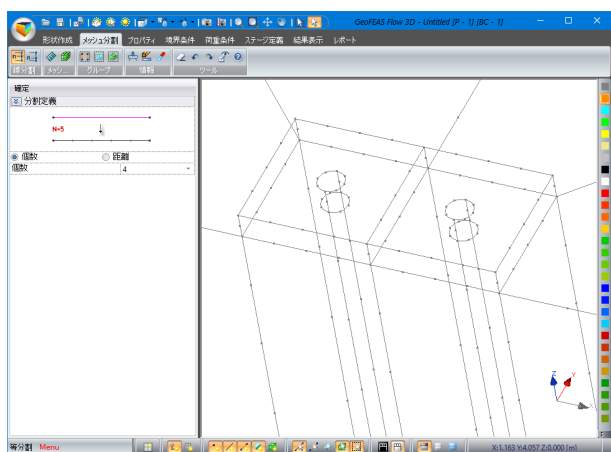 GeoFEAS Flow 3D - Untitled [P - 1] [BC - 1]
形状作成 メッシュ分割 プロパティ 境界条件 荷重条件 ステージ定義 結果表示 レポート
線分割 メッシ... グループ 情報 ツール
確定
分割定義
N=5
個数 距離
個数 4
Z
Y
X
等分割 Menu
X:1.163 Y:4.057 Z:0.000 [m]